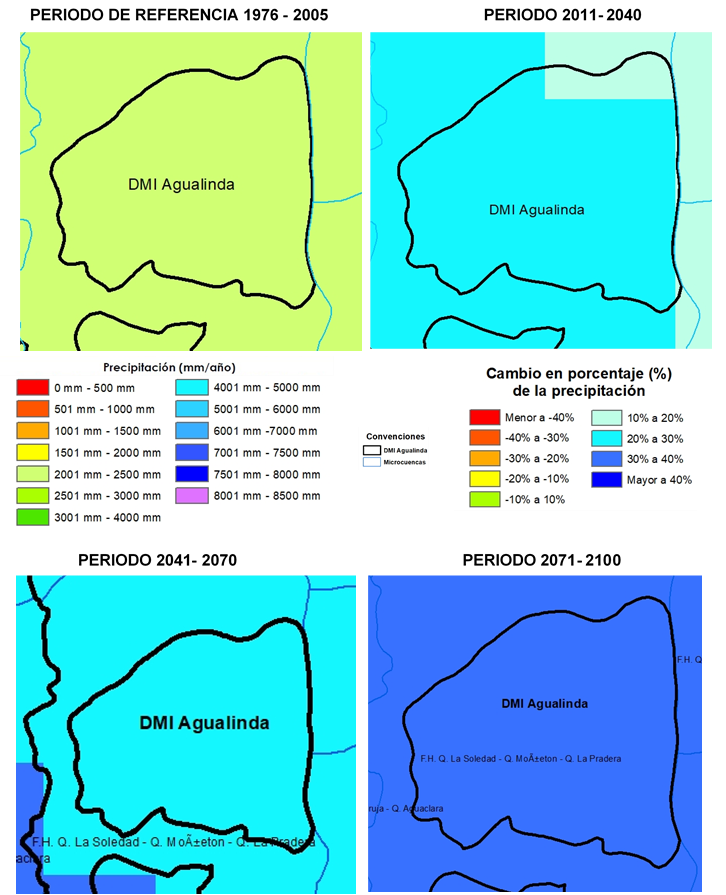 PERIODO DE REFERENCIA 1976 - 2005
PERIODO 2011- 2040
DMI Agualinda
DMI Agualinda
Precipitación (mm/año)
0 mm - 500 mm
501 mm - 1000 mm
1001 mm - 1500 mm
1501 mm - 2000 mm
2001 mm - 2500 mm
2501 mm - 3000 mm
3001 mm - 4000 mm
4001 mm - 5000 mm
5001 mm - 6000 mm
6001 mm -7000 mm
7001 mm - 7500 mm
7501 mm - 8000 mm
8001 mm - 8500 mm
Convenciones
DMI Agualinda
Microcuencas
Cambio en porcentaje (%)
de la precipitación
Menor a -40%
-40% a -30%
-30% a -20%
-20% a -10%
-10% a 10%
10% a 20%
20% a 30%
30% a 40%
Mayor a 40%
PERIODO 2041- 2070
PERIODO 2071- 2100
DMI Agualinda
F.H. Q. La Soledad - Q. MoÃ±eton - Q. La Pradera
aclara
F.H. Q
DMI Agualinda
F.H. Q. La Soledad - Q. MoÃ±eton - Q. La Pradera
ruja - Q. Aguaclara